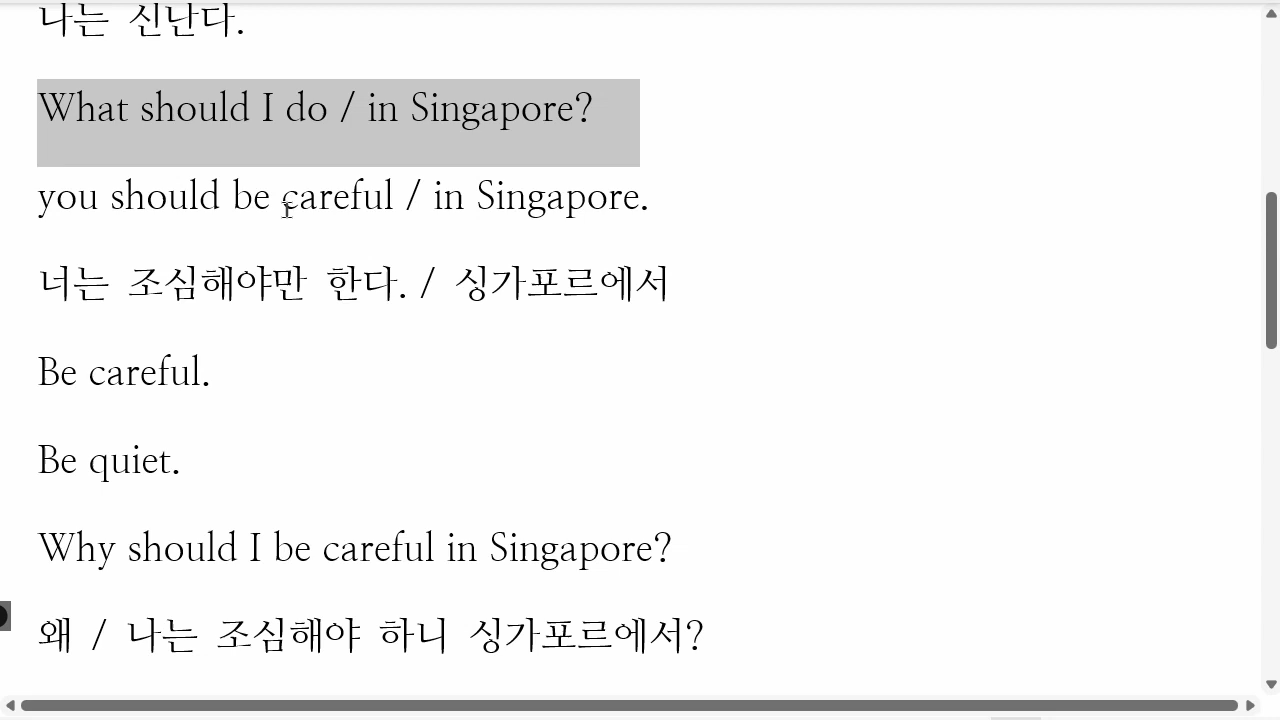 나는 신난다.
What should I do / in Singapore?
you should be careful / in Singapore.
너는 조심해야만 한다. / 싱가포르에서
Be careful.
Be quiet.
Why should I be careful in Singapore?
왜 / 나는 조심해야 하니 싱가포르에서?